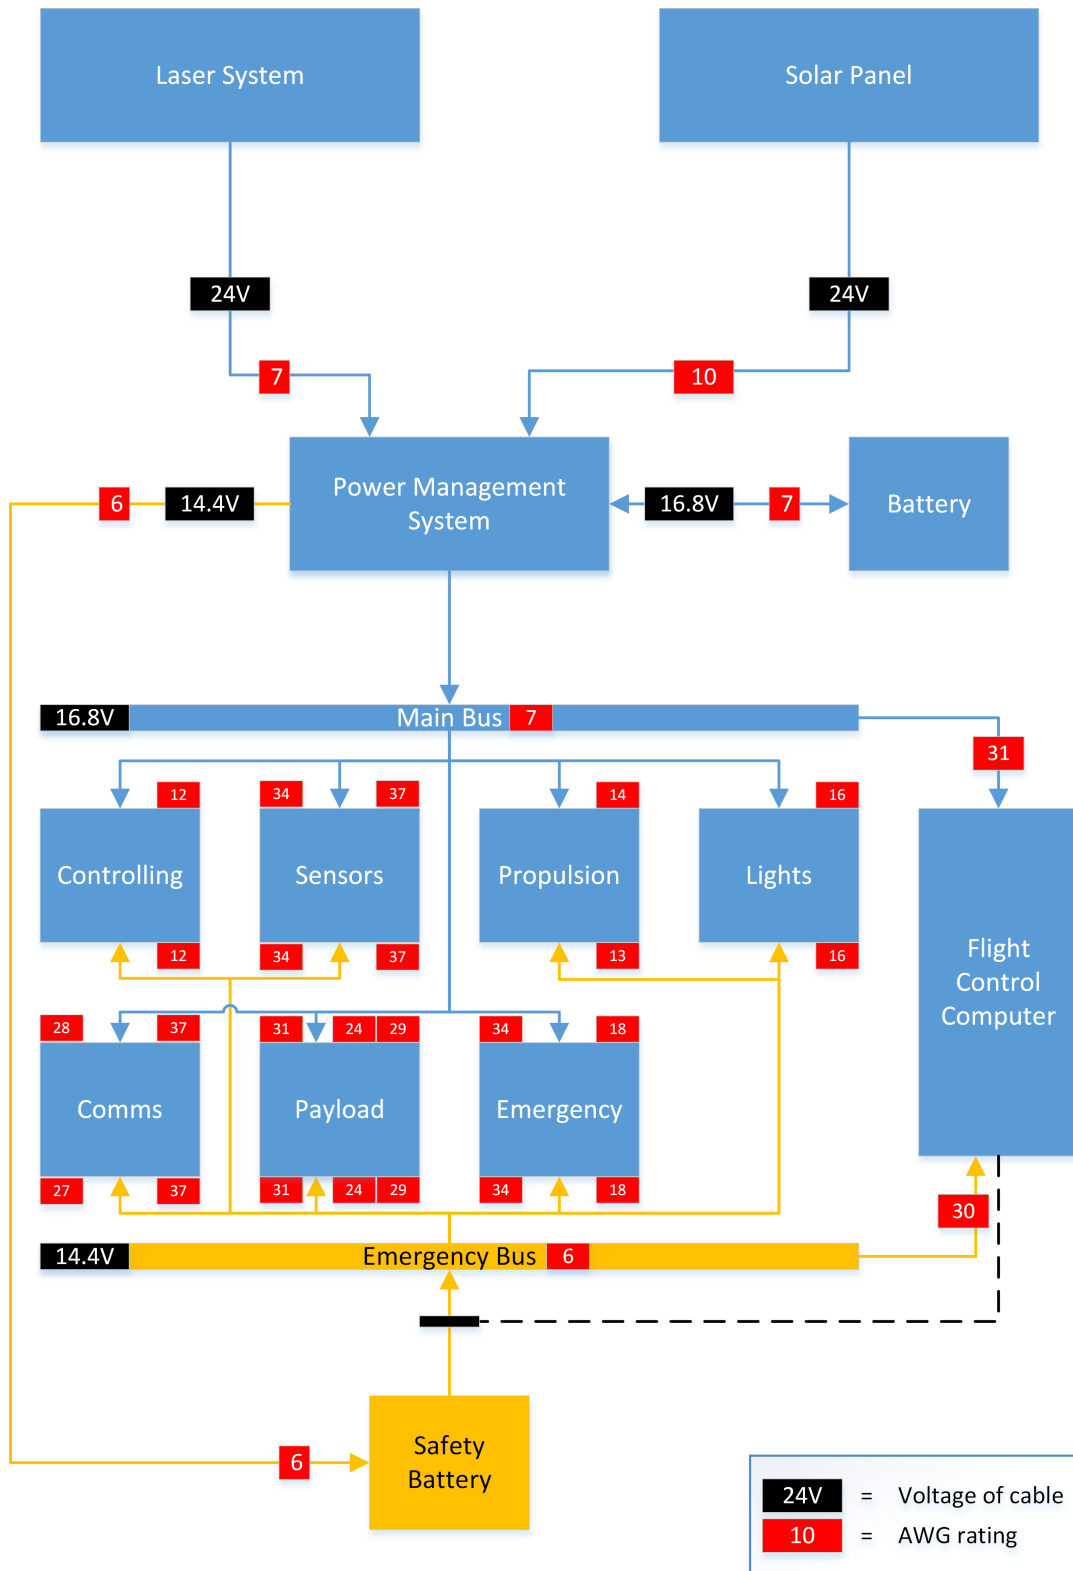 Laser System
Solar Panel
24V
24V
7
10
6
14.4V
Power Management
System
16.8V
7
Battery
16.8V
Main Bus
7
31
12
34
37
14
16
Controlling
Sensors
Propulsion
Lights
12
34
37
13
16
Flight
Control
Computer
28
37
31
24
29
34
18
Comms
Payload
Emergency
27
37
31
24
29
34
18
30
14.4V
Emergency Bus
6
Safety
Battery
6
24V = Voltage of cable
10 = AWG rating